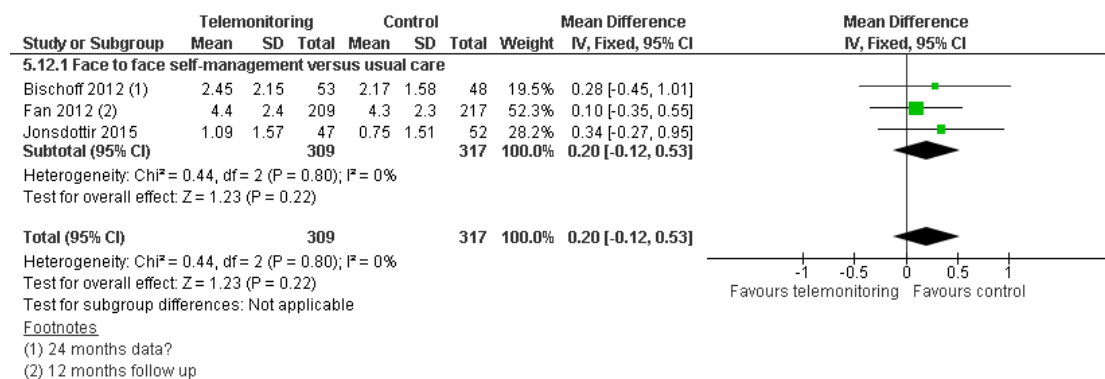 Telemonitoring Control Mean Difference Mean Difference
Study or Subgroup Mean SD Total Mean SD Total Weight IV, Fixed, 95% CI IV, Fixed, 95% CI
5.12.1 Face to face self-management versus usual care
Bischoff 2012 (1) 2.45 2.15 53 2.17 1.58 48 19.5% 0.28 [-0.45, 1.01]
Fan 2012 (2) 4.4 2.4 209 4.3 2.3 217 52.3% 0.10 [-0.35, 0.55]
Jonsdottir 2015 1.09 1.57 47 0.75 1.51 52 28.2% 0.34 [-0.27, 0.95]
Subtotal (95% CI) 309 317 100.0% 0.20 [-0.12, 0.53]
Heterogeneity: Chi² = 0.44, df = 2 (P = 0.80); I² = 0%
Test for overall effect: Z = 1.23 (P = 0.22)
Total (95% CI) 309 317 100.0% 0.20 [-0.12, 0.53]
Heterogeneity: Chi² = 0.44, df = 2 (P = 0.80); I² = 0%
Test for overall effect: Z = 1.23 (P = 0.22)
Test for subgroup differences: Not applicable
-1 -0.5 0 0.5 1
Favours telemonitoring Favours control
Footnotes
(1) 24 months data?
(2) 12 months follow up